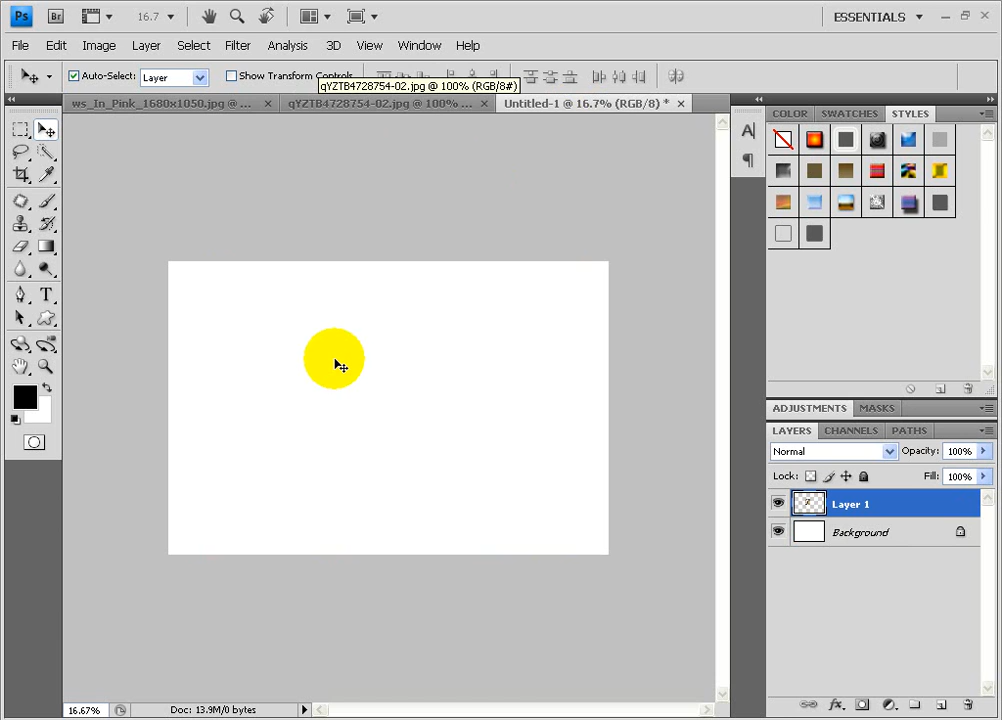 Ps Br 16.7 ESSENTIALS
File Edit Image Layer Select Filter Analysis 3D View Window Help
Auto-Select: Layer Show Transform Controls
qYZTB4728754-02.jpg @ 100% (RGB/8#)
ws_In_Pink_1680x1050.jpg @ ... qYZTB4728754-02.jpg @ 100% ... Untitled-1 @ 16.7% (RGB/8) *
COLOR SWATCHES STYLES
A
T
ADJUSTMENTS MASKS
LAYERS CHANNELS PATHS
Normal Opacity: 100%
Lock: Fill: 100%
Layer 1
Background
fx
16.67% Doc: 13.9M/0 bytes